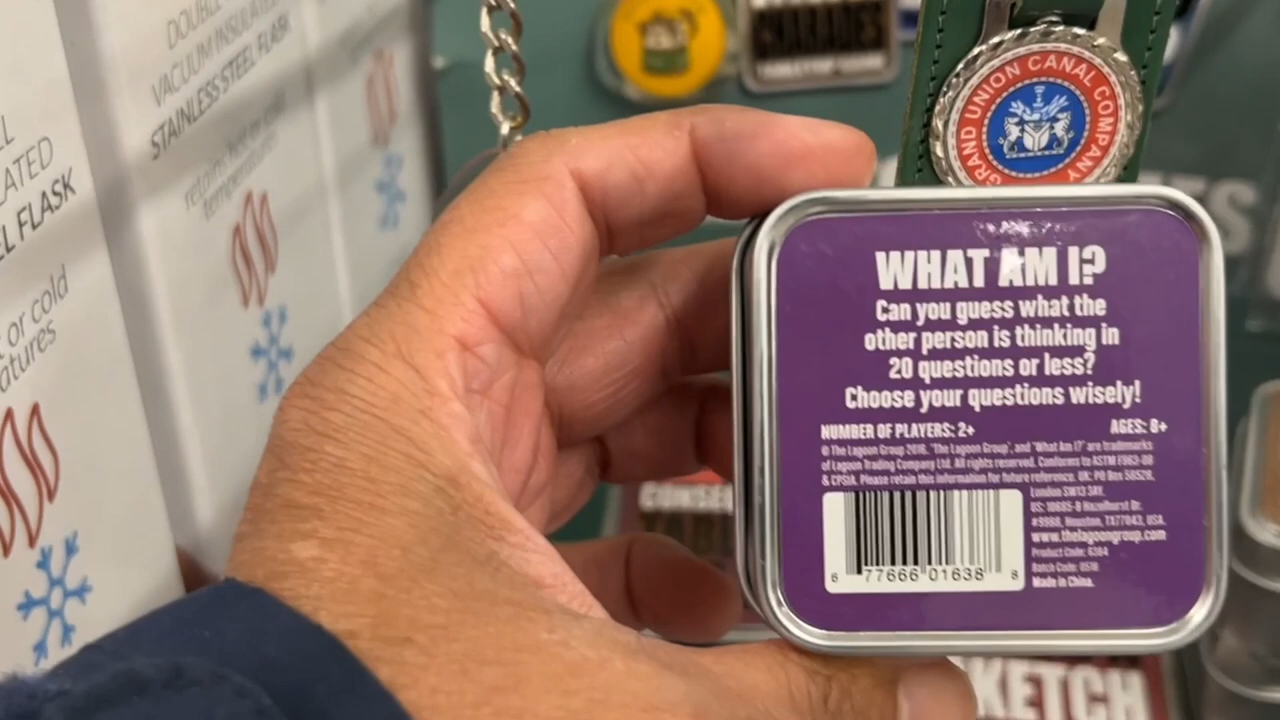 DOUBLE
VACUUM INSULATED
STAINLESS STEEL FLASK
retains hot or cold
temperatures
FLASK
or cold
CHARADES
GRAND UNION CANAL COMPANY
WHAT AM I?
Can you guess what the
other person is thinking in
20 questions or less?
Choose your questions wisely!
NUMBER OF PLAYERS: 2+ AGES: 8+
© The Lagoon Group 2016. 'The Lagoon Group', and 'What Am I?' are trademarks
of Lagoon Trading Company Ltd. All rights reserved. Conforms to ASTM F963-08
& CPSIA. Please retain this information for future reference. UK: PO Box 58528,
London SW13 3AY.
US: 10685-B Hazelhurst Dr.
#9988, Houston, TX77043, USA.
www.thelagoongroup.com
Product Code: 6384
Batch Code: 0516
Made in China.
6 77666 01638 8
KETCH